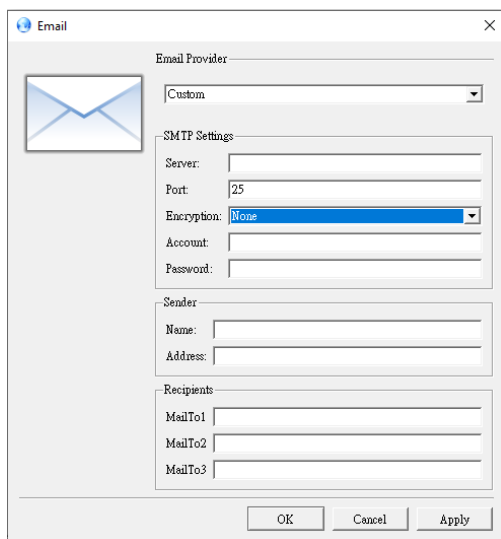 Email
Email Provider
Custom
SMTP Settings
Server:
Port: 25
Encryption: None
Account:
Password:
Sender
Name:
Address:
Recipients
MailTo1
MailTo2
MailTo3
OK Cancel Apply